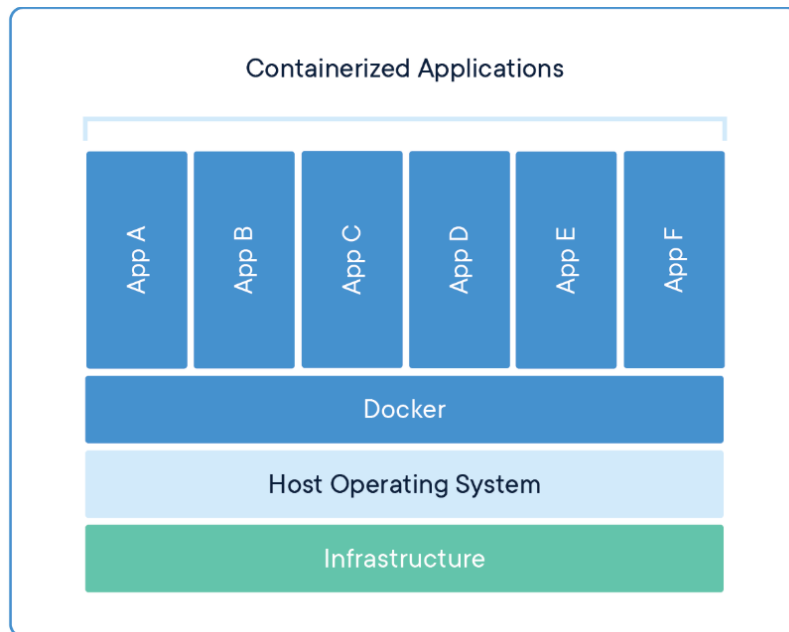 Containerized Applications
App A
App B
App C
App D
App E
App F
Docker
Host Operating System
Infrastructure